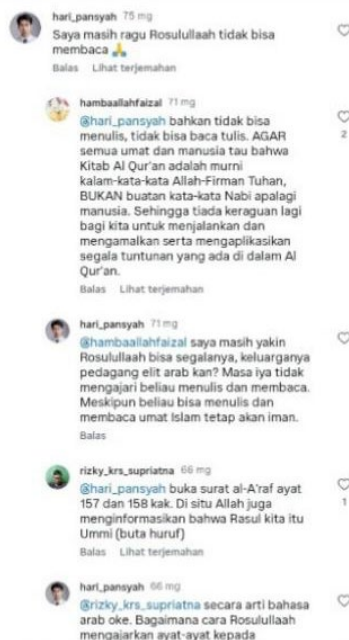 hari_pansyah 75 mg
Saya masih ragu Rosulullaah tidak bisa
membaca 🙏
Balas Lihat terjemahan
hambaallahfaizal 71 mg
@hari_pansyah bahkan tidak bisa
menulis, tidak bisa baca tulis. AGAR
semua umat dan manusia tau bahwa
Kitab Al Qur'an adalah murni
kalam-kata-kata Allah-Firman Tuhan,
BUKAN buatan kata-kata Nabi apalagi
manusia. Sehingga tiada keraguan lagi
bagi kita untuk menjalankan dan
mengamalkan serta mengaplikasikan
segala tuntunan yang ada di dalam Al
Qur'an.
2
Balas Lihat terjemahan
hari_pansyah 71 mg
@hambaallahfaizal saya masih yakin
Rosulullaah bisa segalanya, keluarganya
pedagang elit arab kan? Masa iya tidak
mengajari beliau menulis dan membaca.
Meskipun beliau bisa menulis dan
membaca umat Islam tetap akan iman.
Balas
rizky_krs_supriatna 66 mg
@hari_pansyah buka surat al-A'raf ayat
157 dan 158 kak. Di situ Allah juga
menginformasikan bahwa Rasul kita itu
Ummi (buta huruf)
1
Balas Lihat terjemahan
hari_pansyah 66 mg
@rizky_krs_supriatna secara arti bahasa
arab oke. Bagaimana cara Rosulullaah
mengajarkan ayat-ayat kepada